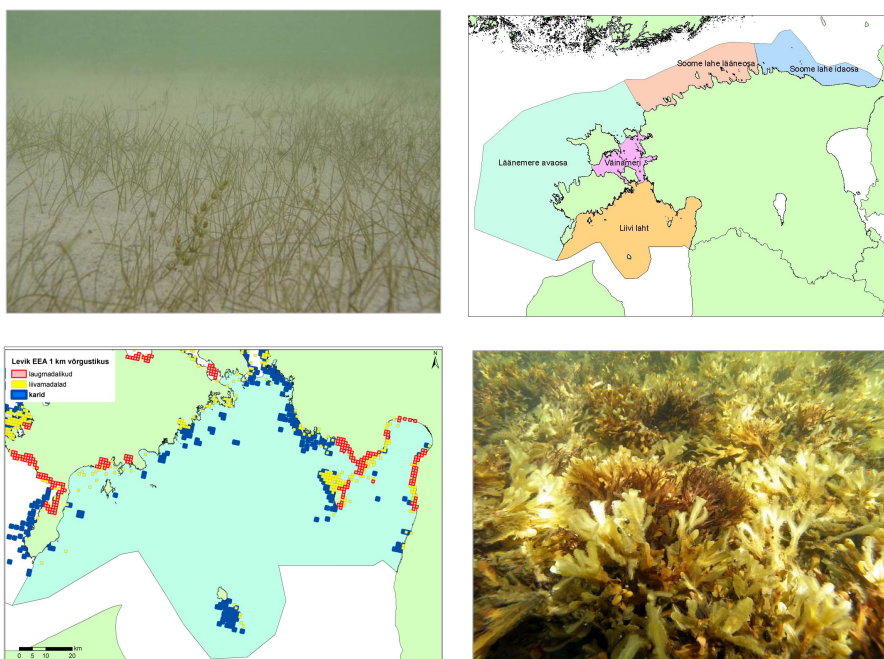 Soome lahe lääneosa
Soome lahe idaosa
Läänemere avaosa
Väinameri
Liivi laht
Levik EEA 1 km võrgustikus
laugmadalikud
liivamadalad
karid
N
km
0 5 10 20